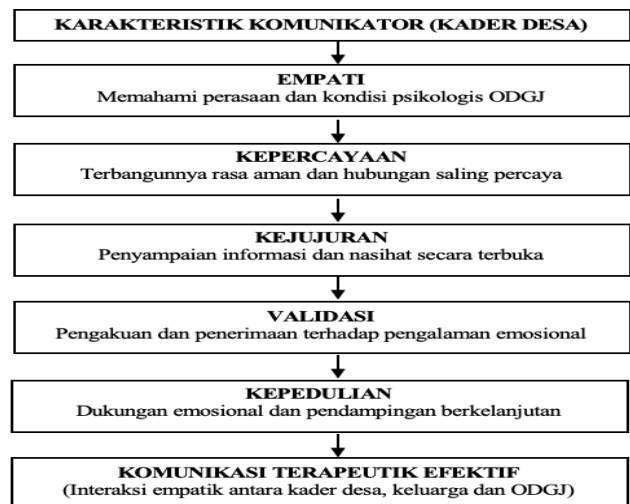 KARAKTERISTIK KOMUNIKATOR (KADER DESA)
EMPATI
Memahami perasaan dan kondisi psikologis ODGJ
KEPERCAYAAN
Terbangunnya rasa aman dan hubungan saling percaya
KEJUJURAN
Penyampaian informasi dan nasihat secara terbuka
VALIDASI
Pengakuan dan penerimaan terhadap pengalaman emosional
KEPEDULIAN
Dukungan emosional dan pendampingan berkelanjutan
KOMUNIKASI TERAPEUTIK EFEKTIF
(Interaksi empatik antara kader desa, keluarga dan ODGJ)